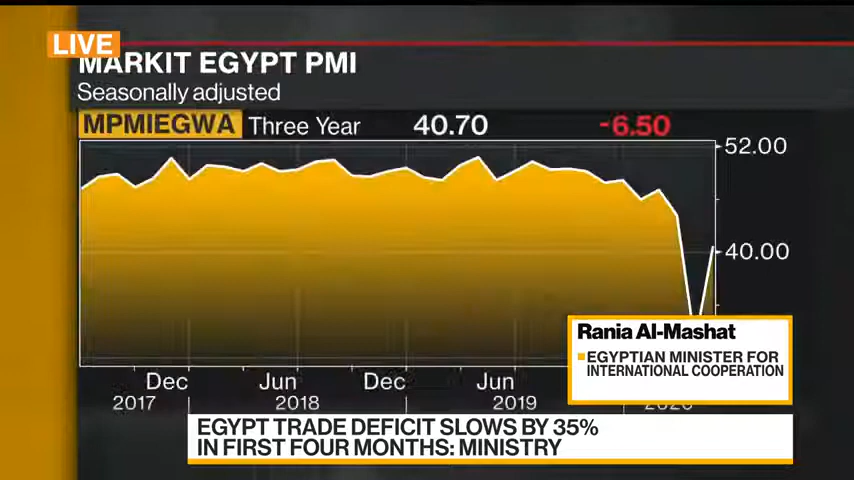 LIVE
MARKIT EGYPT PMI
Seasonally adjusted
MPMIEGWA Three Year 40.70 -6.50
52.00
40.00
Rania Al-Mashat
EGYPTIAN MINISTER FOR
INTERNATIONAL COOPERATION
Dec Jun Dec Jun
2017 2018 2019 2020
EGYPT TRADE DEFICIT SLOWS BY 35%
IN FIRST FOUR MONTHS: MINISTRY